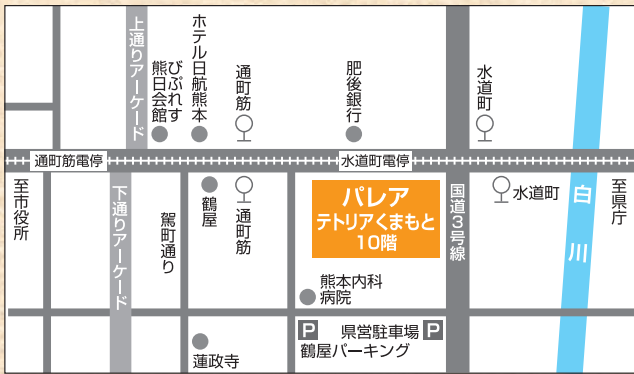 上通りアーケード
びぷれす
熊日会館
ホテル日航熊本
通町筋
肥後銀行
水道町
通町筋電停
水道町電停
至市役所
下通りアーケード
駕町通り
鶴屋
通町筋
パレア
テトリアくまもと
10階
国道3号線
水道町
白川
至県庁
熊本内科
病院
P
県営駐車場
P
鶴屋パーキング
蓮政寺